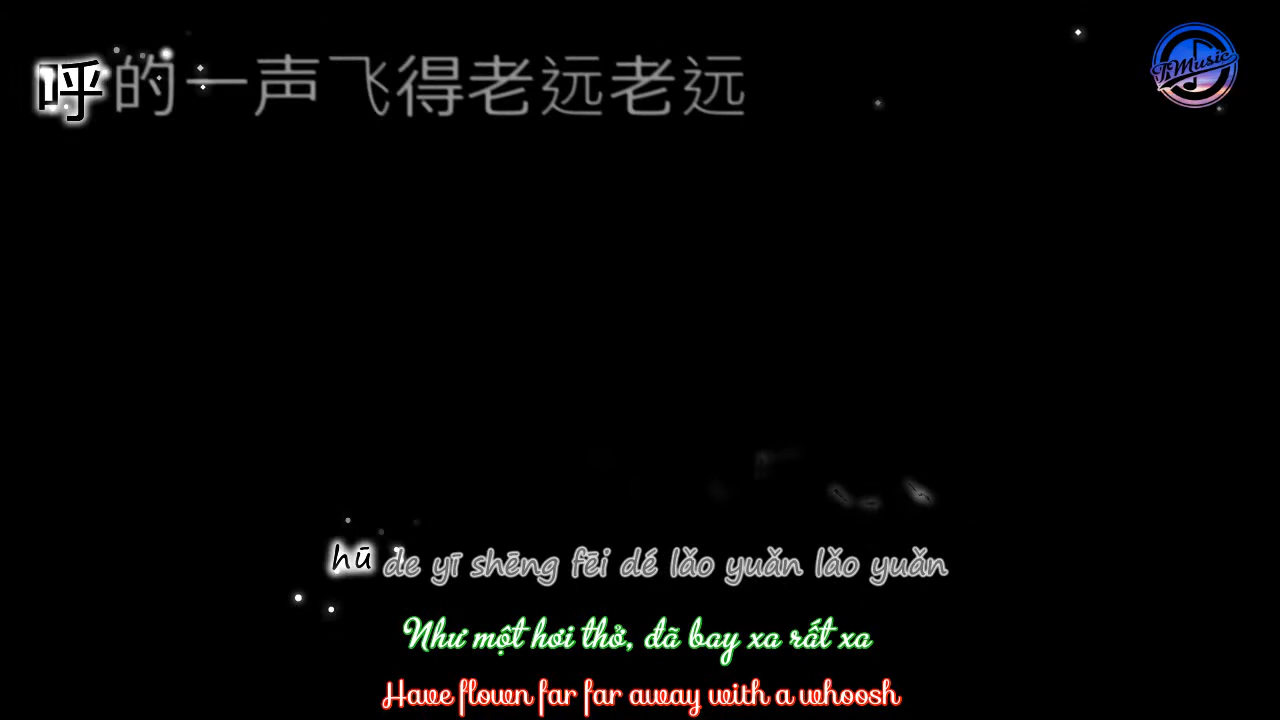 呼的一声飞得老远老远
T.Music
hū de yī shēng fēi dé lǎo yuǎn lǎo yuǎn
Như một hơi thở, đã bay xa rất xa
Have flown far far away with a whoosh